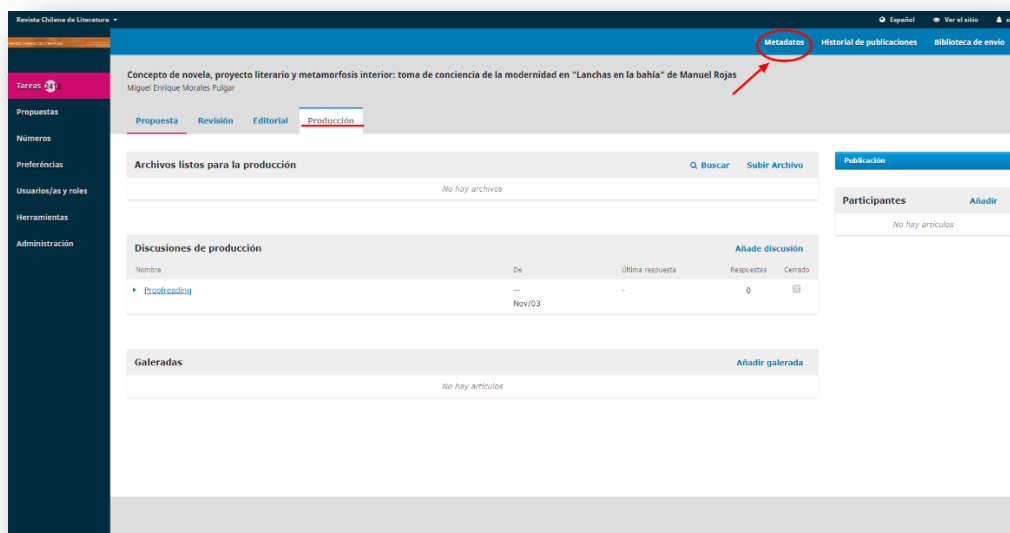 Revista Chilena de Literatura
Español Ver el sitio
Metadatos Historial de publicaciones Biblioteca de envío
Concepto de novela, proyecto literario y metamorfosis interior: toma de conciencia de la modernidad en "Lanchas en la bahía" de Manuel Rojas
Miguel Enrique Morales Pulgar
Tareas 2412
Propuestas
Números
Preferéncias
Usuarios/as y roles
Herramientas
Administración
Propuesta Revisión Editorial Producción
Archivos listos para la producción Buscar Subir Archivo
No hay archivos
Discusiones de producción Añade discusión
Nombre De Última respuesta Respuestas Cerrado
Proofreading -- - 0
Nov/03
Galeradas Añadir galerada
No hay artículos
Publicación
Participantes Añadir
No hay artículos